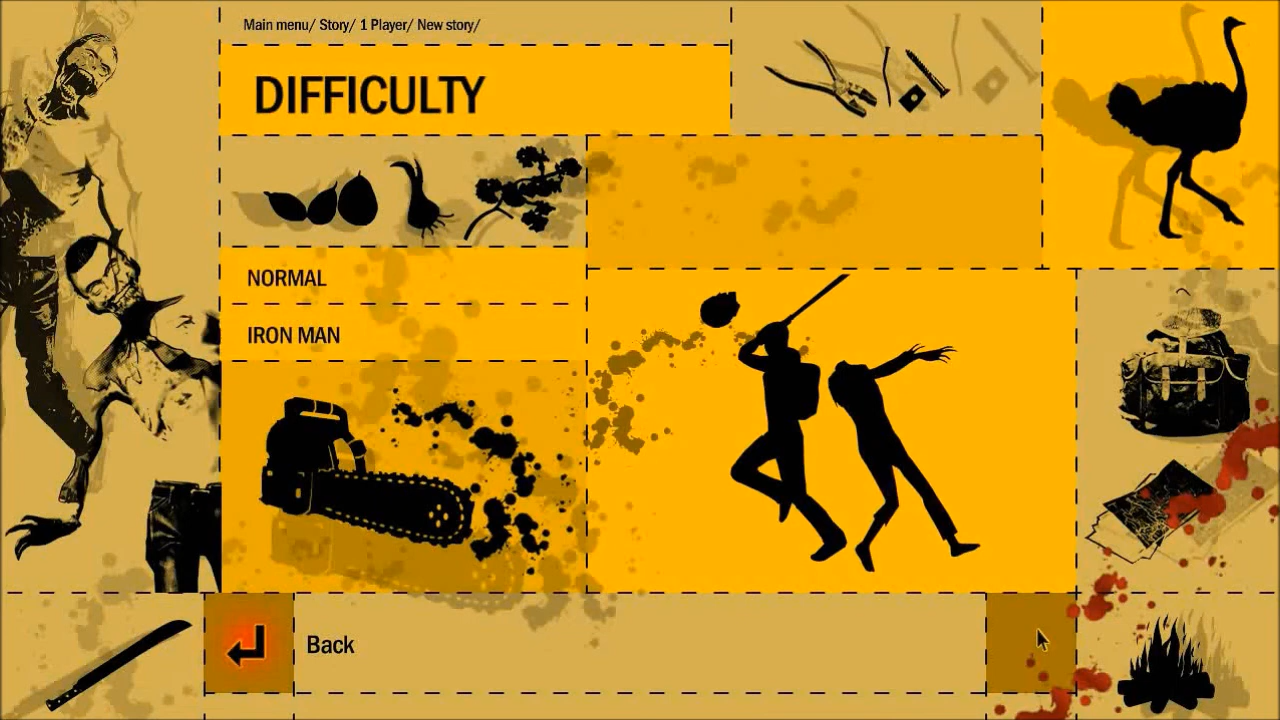 Main menu/ Story/ 1 Player/ New story/
DIFFICULTY
NORMAL
IRON MAN
Back